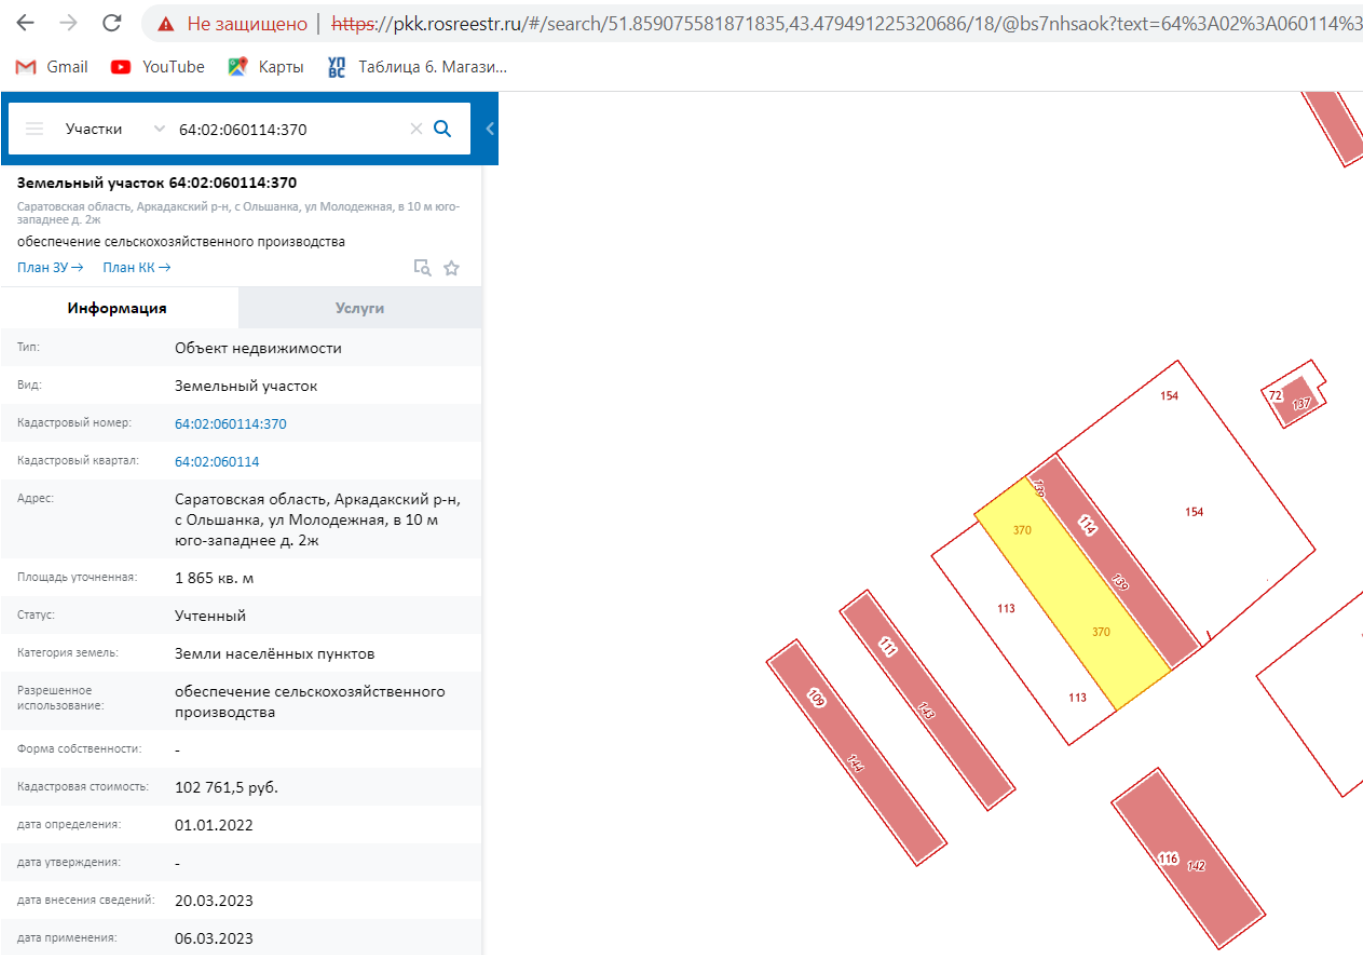 Не защищено | https://pkk.rosreestr.ru/#/search/51.859075581871835,43.479491225320686/18/@bs7nhsaok?text=64%3A02%3A060114%3
Gmail YouTube Карты УП ВС Таблица 6. Магази...
Участки 64:02:060114:370
Земельный участок 64:02:060114:370
Саратовская область, Аркадакский р-н, с Ольшанка, ул Молодежная, в 10 м юго-
западнее д. 2ж
обеспечение сельскохозяйственного производства
План ЗУ → План КК →
Информация Услуги
Тип: Объект недвижимости
Вид: Земельный участок
Кадастровый номер: 64:02:060114:370
Кадастровый квартал: 64:02:060114
Адрес: Саратовская область, Аркадакский р-н,
с Ольшанка, ул Молодежная, в 10 м
юго-западнее д. 2ж
Площадь уточненная: 1 865 кв. м
Статус: Учтенный
Категория земель: Земли населённых пунктов
Разрешенное
использование:
обеспечение сельскохозяйственного
производства
Форма собственности: -
Кадастровая стоимость: 102 761,5 руб.
дата определения: 01.01.2022
дата утверждения: -
дата внесения сведений: 20.03.2023
дата применения: 06.03.2023
154
72
137
139
154
370
114
139
113
370
111
109
113
143
144
116
142